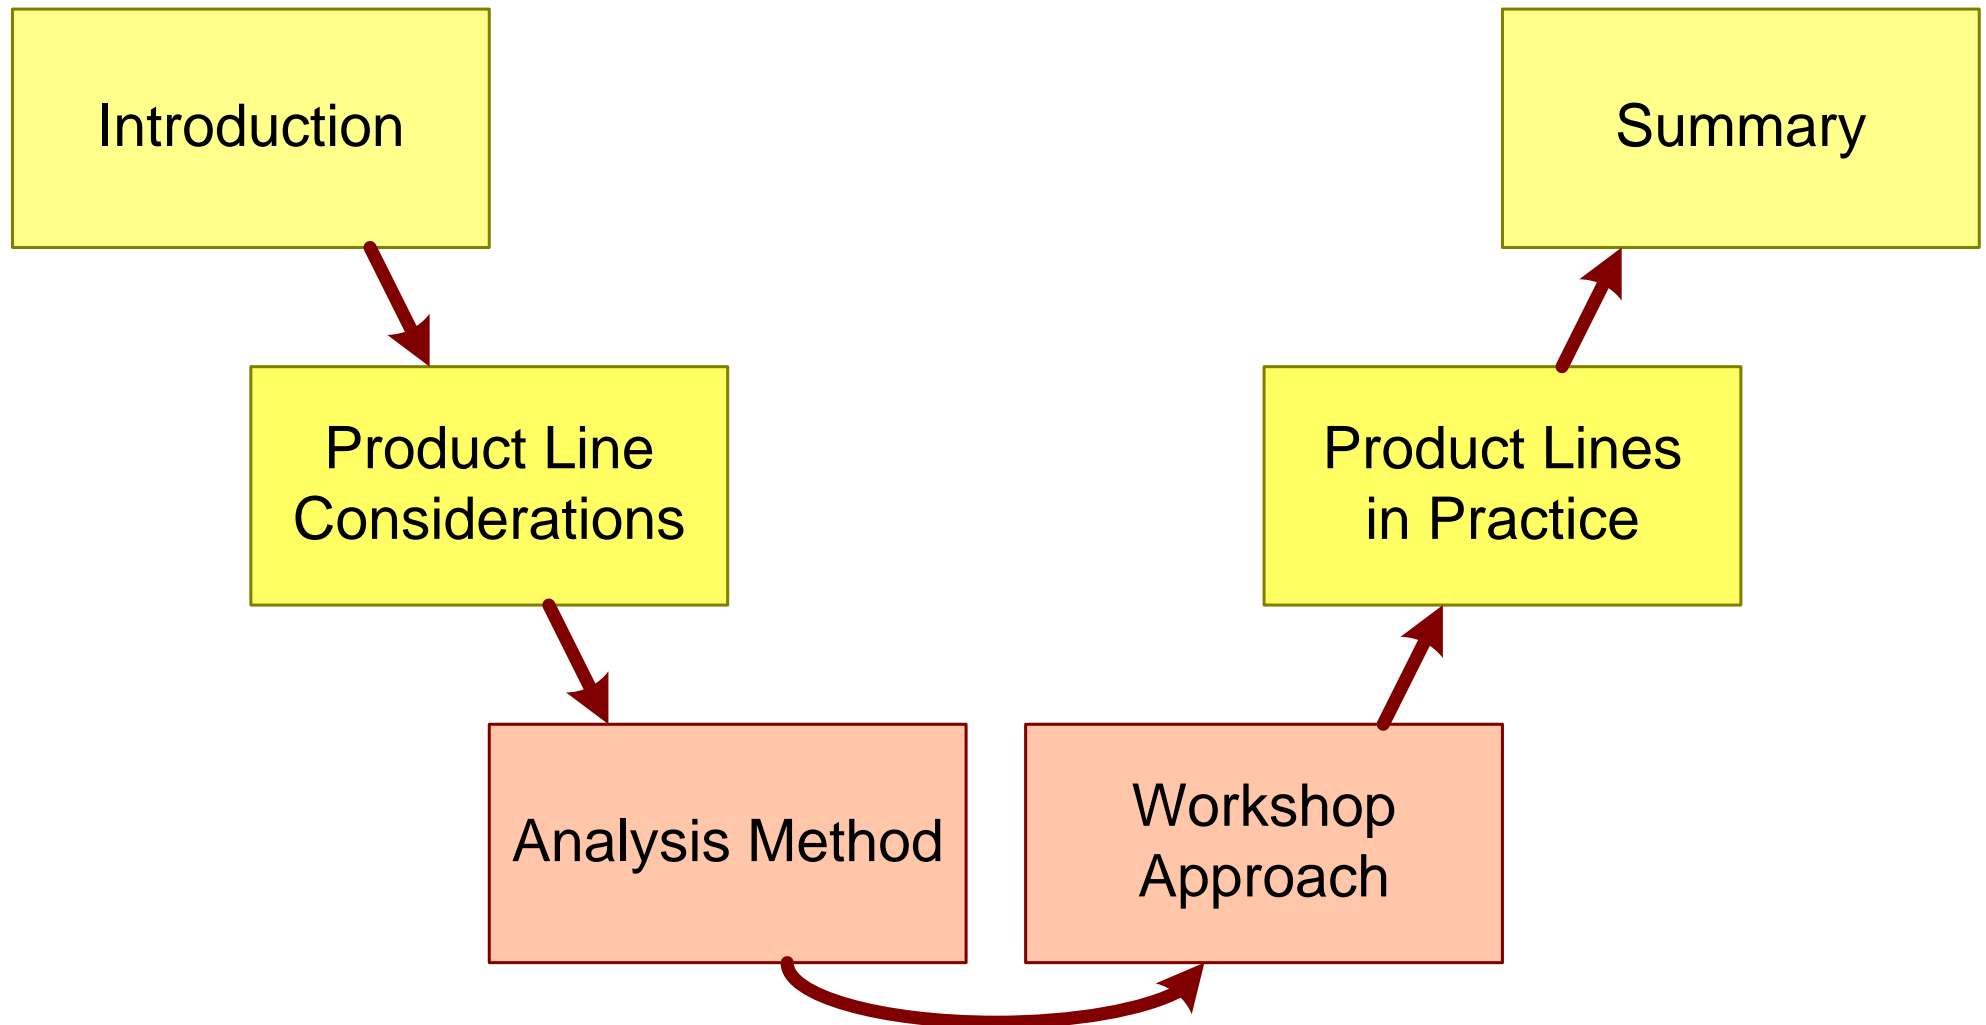 Introduction
Product Line
Considerations
Analysis Method
Workshop
Approach
Product Lines
in Practice
Summary